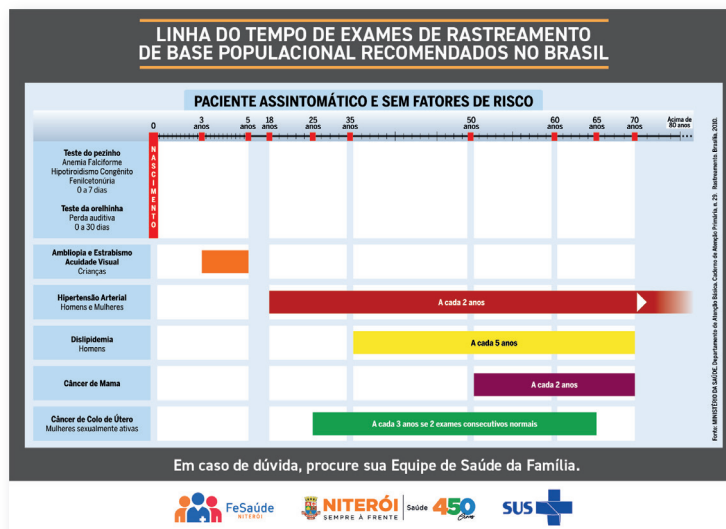 LINHA DO TEMPO DE EXAMES DE RASTREAMENTO
DE BASE POPULACIONAL RECOMENDADOS NO BRASIL
PACIENTE ASSINTOMÁTICO E SEM FATORES DE RISCO
0
3 anos
5 anos
18 anos
25 anos
35 anos
50 anos
60 anos
65 anos
70 anos
Acima de
80 anos
NASCIMENTO
Teste do pezinho
Anemia Falciforme
Hipotiroidismo Congênito
Fenilcetonúria
0 a 7 dias
Teste da orelhinha
Perda auditiva
0 a 30 dias
Ambliopia e Estrabismo
Acuidade Visual
Crianças
Hipertensão Arterial
Homens e Mulheres
A cada 2 anos
Dislipidemia
Homens
A cada 5 anos
Câncer de Mama
A cada 2 anos
Câncer de Colo de Útero
Mulheres sexualmente ativas
A cada 3 anos se 2 exames consecutivos normais
Fonte: MINISTÉRIO DA SAÚDE. Departamento de Atenção Básica. Caderno de Atenção Primária, n. 29. Rastreamento. Brasília, 2010.
Em caso de dúvida, procure sua Equipe de Saúde da Família.
FeSaúde
NITERÓI
NITERÓI
SEMPRE À FRENTE
Saúde
450
anos
SUS